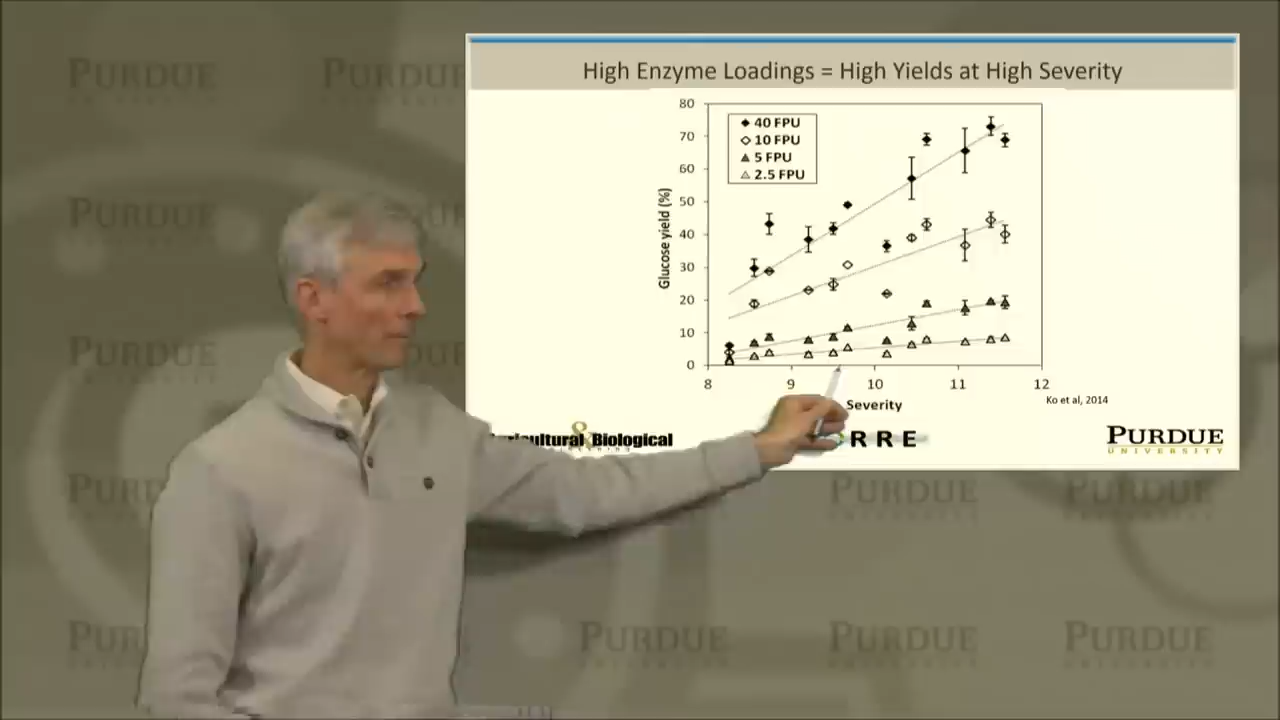 PURDUE
PURDUE
High Enzyme Loadings = High Yields at High Severity
80
70
60
50
40
30
20
10
0
Glucose yield (%)
40 FPU
10 FPU
5 FPU
2.5 FPU
8
9
10
11
12
Severity
Ko et al, 2014
Agricultural & Biological
RRE
PURDUE
UNIVERSITY
PURDUE
PURDUE
PURDUE
PURDUE
PURDUE
PURDUE
PURDUE